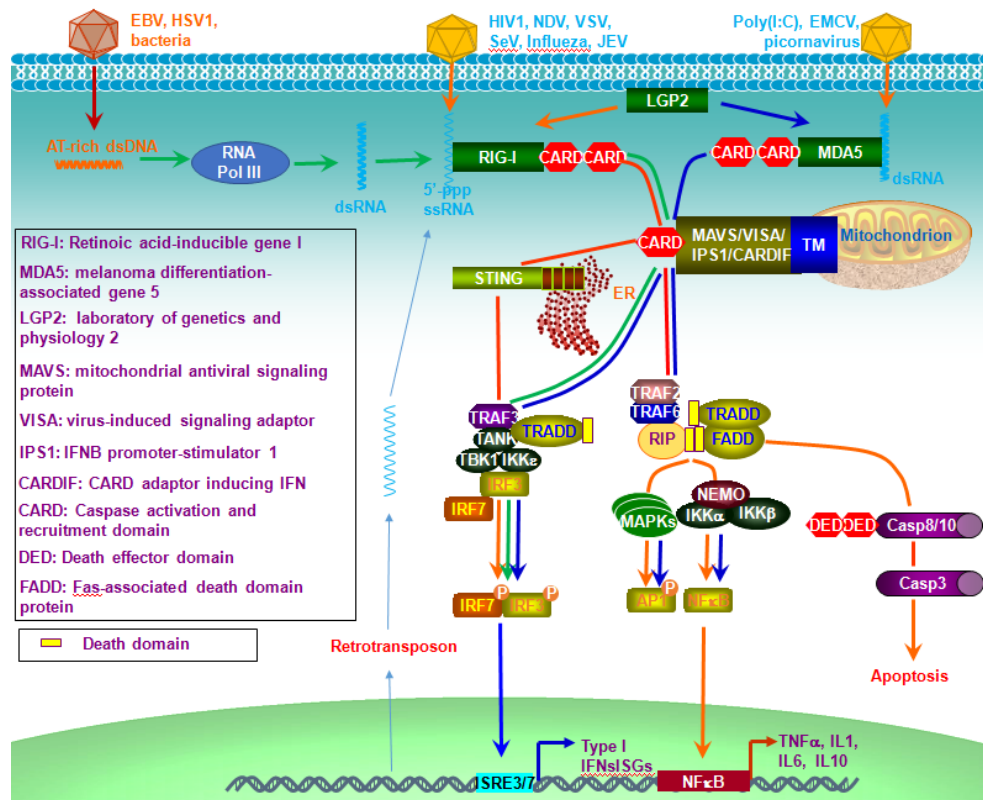 EBV, HSV1,
bacteria
HIV1, NDV, VSV,
SeV, Influeza, JEV
Poly(I:C), EMCV,
picornavirus
LGP2
AT-rich dsDNA
RNA
Pol III
dsRNA
5'-ppp
ssRNA
RIG-I
CARD
CARD
CARD
CARD
MDA5
dsRNA
CARD
MAVS/VISA/
IPS1/CARDIF
TM
Mitochondrion
STING
ER
RIG-I: Retinoic acid-inducible gene I
MDA5: melanoma differentiation-
associated gene 5
LGP2: laboratory of genetics and
physiology 2
MAVS: mitochondrial antiviral signaling
protein
VISA: virus-induced signaling adaptor
IPS1: IFNB promoter-stimulator 1
CARDIF: CARD adaptor inducing IFN
CARD: Caspase activation and
recruitment domain
DED: Death effector domain
FADD: Fas-associated death domain
protein
Death domain
TRAF3
TANK
TRADD
TBK1
IKKε
IRF3
IRF7
TRAF2
TRAF6
RIP
TRADD
FADD
MAPKs
NEMO
IKKα
IKKβ
DED
DED
Casp8/10
Casp3
Apoptosis
IRF7
P
IRF3
P
AP1
P
NFκB
Retrotransposon
Type I
IFNsISGs
TNFα, IL1,
IL6, IL10
ISRE3/7
NFκB